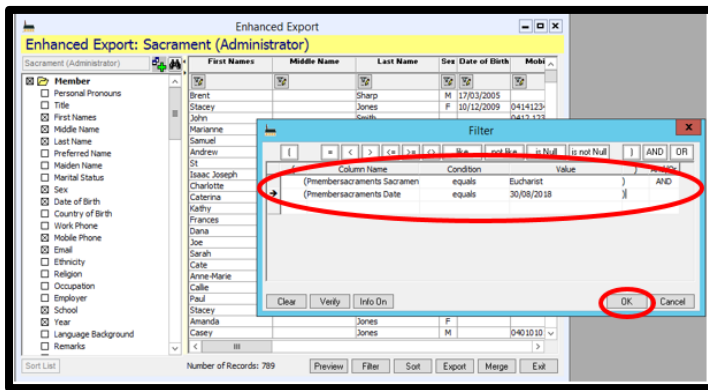 Enhanced Export
Enhanced Export: Sacrament (Administrator)
Sacrament (Administrator)
First Names Middle Name Last Name Sex Date of Birth Mobi
Member
Personal Pronouns
Title
First Names
Middle Name
Last Name
Preferred Name
Maiden Name
Marital Status
Sex
Date of Birth
Country of Birth
Work Phone
Mobile Phone
Email
Ethnicity
Religion
Occupation
Employer
School
Year
Language Background
Remarks
Brent Sharp M 17/03/2005
Stacey Jones F 10/12/2009 0414123
John Smith 0412 123
Marianne
Samuel
Andrew
St
Isaac Joseph
Charlotte
Caterina
Kathy
Frances
Dana
Joe
Sarah
Cate
Anne-Marie
Callie
Paul
Stacey
Amanda Jones F
Casey Jones M 0401010
Filter
( = < > <= >= <> like not like is Null is not Null ) AND OR
( Column Name Condition Value ) And/Or
(Pmembersacraments Sacramen equals Eucharist ) AND
(Pmembersacraments Date equals 30/08/2018 )
Clear Verify Info On OK Cancel
Sort List Number of Records: 789 Preview Filter Sort Export Merge Exit